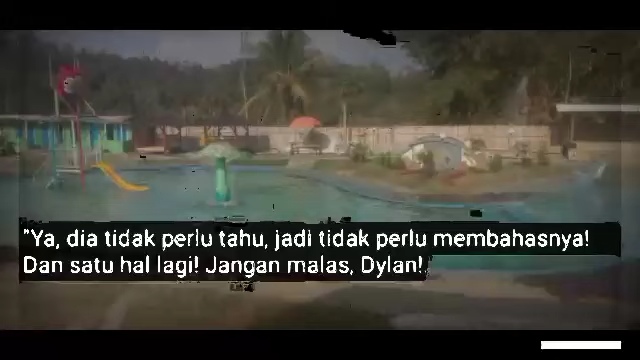 "Ya, dia tidak perlu tahu, jadi tidak perlu membahasnya!
Dan satu hal lagi! Jangan malas, Dylan!